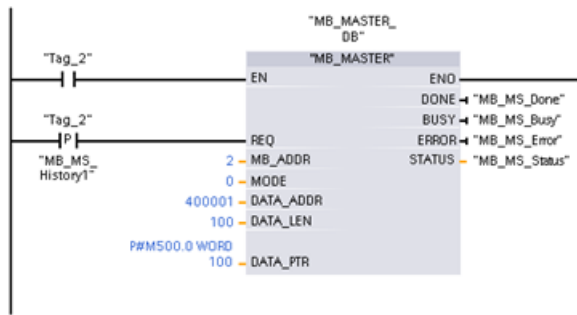 "MB_MASTER_
DB"
"Tag_2"
"MB_MASTER"
EN
ENO
DONE
"MB_MS_Done"
BUSY
"MB_MS_Busy"
"Tag_2"
P
REQ
ERROR
"MB_MS_Error"
"MB_MS_
History1"
2
MB_ADDR
STATUS
"MB_MS_Status"
0
MODE
400001
DATA_ADDR
100
DATA_LEN
P#M500.0 WORD
100
DATA_PTR